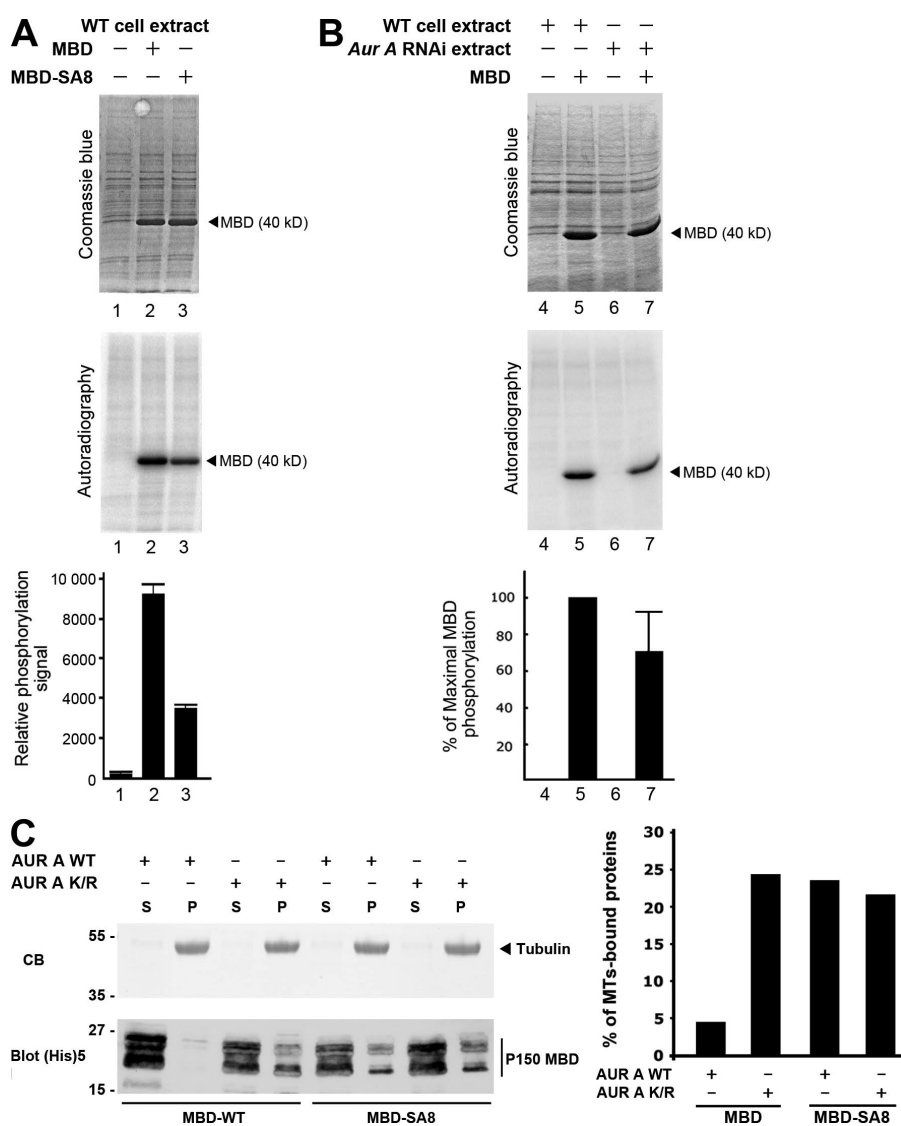 A
WT cell extract
MBD − + −
MBD-SA8 − − +
Coomassie blue
◄MBD (40 kD)
1 2 3
Autoradiography
◄MBD (40 kD)
1 2 3
Relative phosphorylation
signal
10 000
8000
6000
4000
2000
0
1 2 3
B
WT cell extract + + − −
Aur A RNAi extract − − + +
MBD − + − +
Coomassie blue
◄MBD (40 kD)
4 5 6 7
Autoradiography
◄MBD (40 kD)
4 5 6 7
% of Maximal MBD
phosphorylation
100
80
60
40
20
4 5 6 7
C
AUR A WT + + − − + + − −
AUR A K/R − − + + − − + +
S P S P S P S P
CB
55 -
35 -
◄ Tubulin
Blot (His)5
27 -
15 -
P150 MBD
MBD-WT MBD-SA8
% of MTs-bound proteins
30
25
20
15
10
5
0
AUR A WT + − + −
AUR A K/R − + − +
MBD MBD-SA8